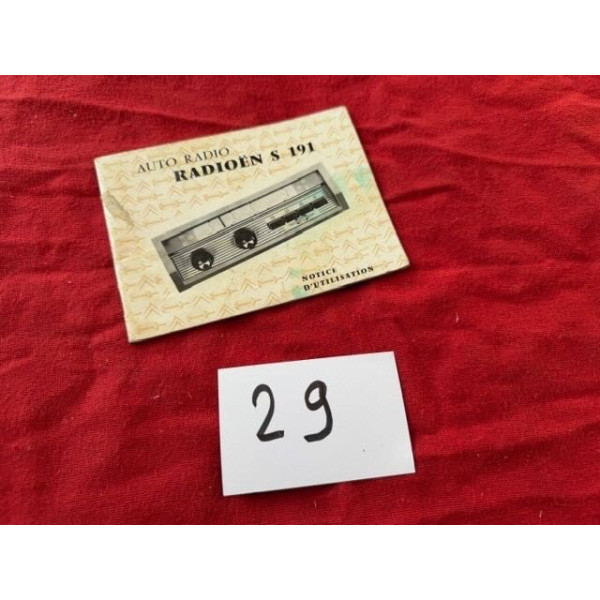 AUTO RADIO
RADIOËN S 191
NOTICE
D'UTILISATION
29